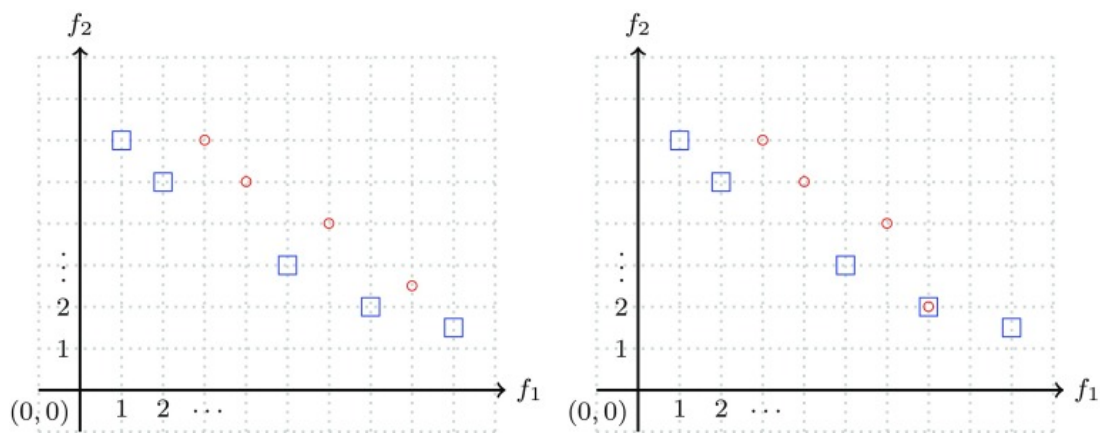 f₂
⋮
2
1
(0,0) 1 2 ⋯ f₁
f₂
⋮
2
1
(0,0) 1 2 ⋯ f₁